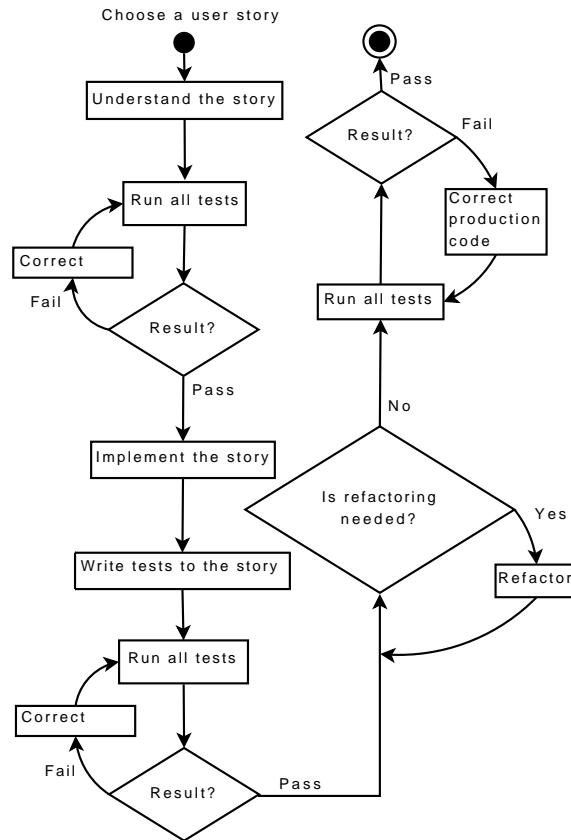 Choose a user story
Understand the story
Run all tests
Correct
Fail
Result?
Pass
Implement the story
Write tests to the story
Run all tests
Correct
Fail
Result?
Pass
Is refactoring
needed?
Yes
Refactor
No
Run all tests
Result?
Fail
Correct
production
code
Pass